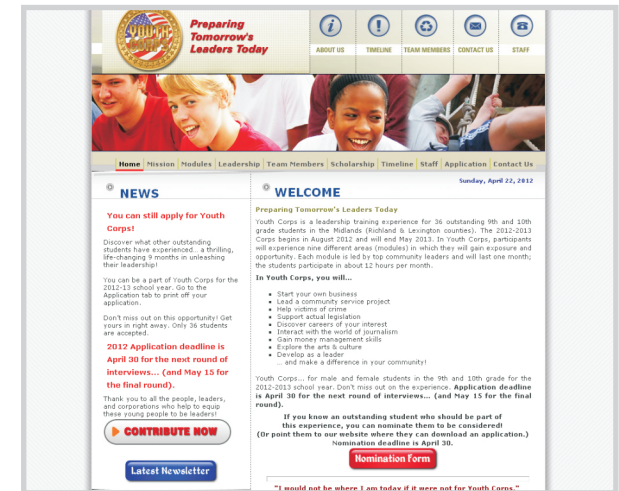 YOUTH
CORPS
Preparing
Tomorrow's
Leaders Today
ABOUT US
TIMELINE
TEAM MEMBERS
CONTACT US
STAFF
Home Mission Modules Leadership Team Members Scholarship Timeline Staff Application Contact Us
Sunday, April 22, 2012
NEWS
You can still apply for Youth
Corps!
Discover what other outstanding
students have experienced... a thrilling,
life-changing 9 months in unleashing
their leadership!
You can be a part of Youth Corps for the
2012-13 school year. Go to the
Application tab to print off your
application.
Don't miss out on this opportunity! Get
yours in right away. Only 36 students
are accepted.
2012 Application deadline is
April 30 for the next round of
interviews... (and May 15 for
the final round).
Thank you to all the people, leaders,
and corporations who help to equip
these young people to be leaders!
CONTRIBUTE NOW
Latest Newsletter
WELCOME
Preparing Tomorrow's Leaders Today
Youth Corps is a leadership training experience for 36 outstanding 9th and 10th
grade students in the Midlands (Richland & Lexington counties). The 2012-2013
Corps begins in August 2012 and will end May 2013. In Youth Corps, participants
will experience nine different areas (modules) in which they will gain exposure and
opportunity. Each module is led by top community leaders and will last one month;
the students participate in about 12 hours per month.
In Youth Corps, you will...
Start your own business
Lead a community service project
Help victims of crime
Support actual legislation
Discover careers of your interest
Interact with the world of journalism
Gain money management skills
Explore the arts & culture
Develop as a leader
... and make a difference in your community!
Youth Corps... for male and female students in the 9th and 10th grade for the
2012-2013 school year. Don't miss out on the experience. Application deadline
is April 30 for the next round of interviews... (and May 15 for the final
round).
If you know an outstanding student who should be part of
this experience, you can nominate them to be considered!
(Or point them to our website where they can download an application.)
Nomination deadline is April 30.
Nomination Form
"I would not be where I am today if it were not for Youth Corps."